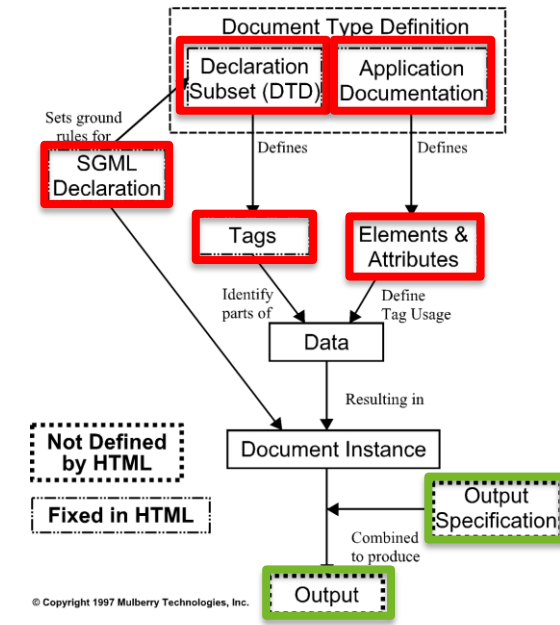 Document Type Definition
Declaration
Subset (DTD)
Application
Documentation
Sets ground
rules for
Defines
Defines
SGML
Declaration
Tags
Elements &
Attributes
Identify
parts of
Define
Tag Usage
Data
Resulting in
Not Defined
by HTML
Document Instance
Output
Specification
Fixed in HTML
Combined
to produce
Output
© Copyright 1997 Mulberry Technologies, Inc.